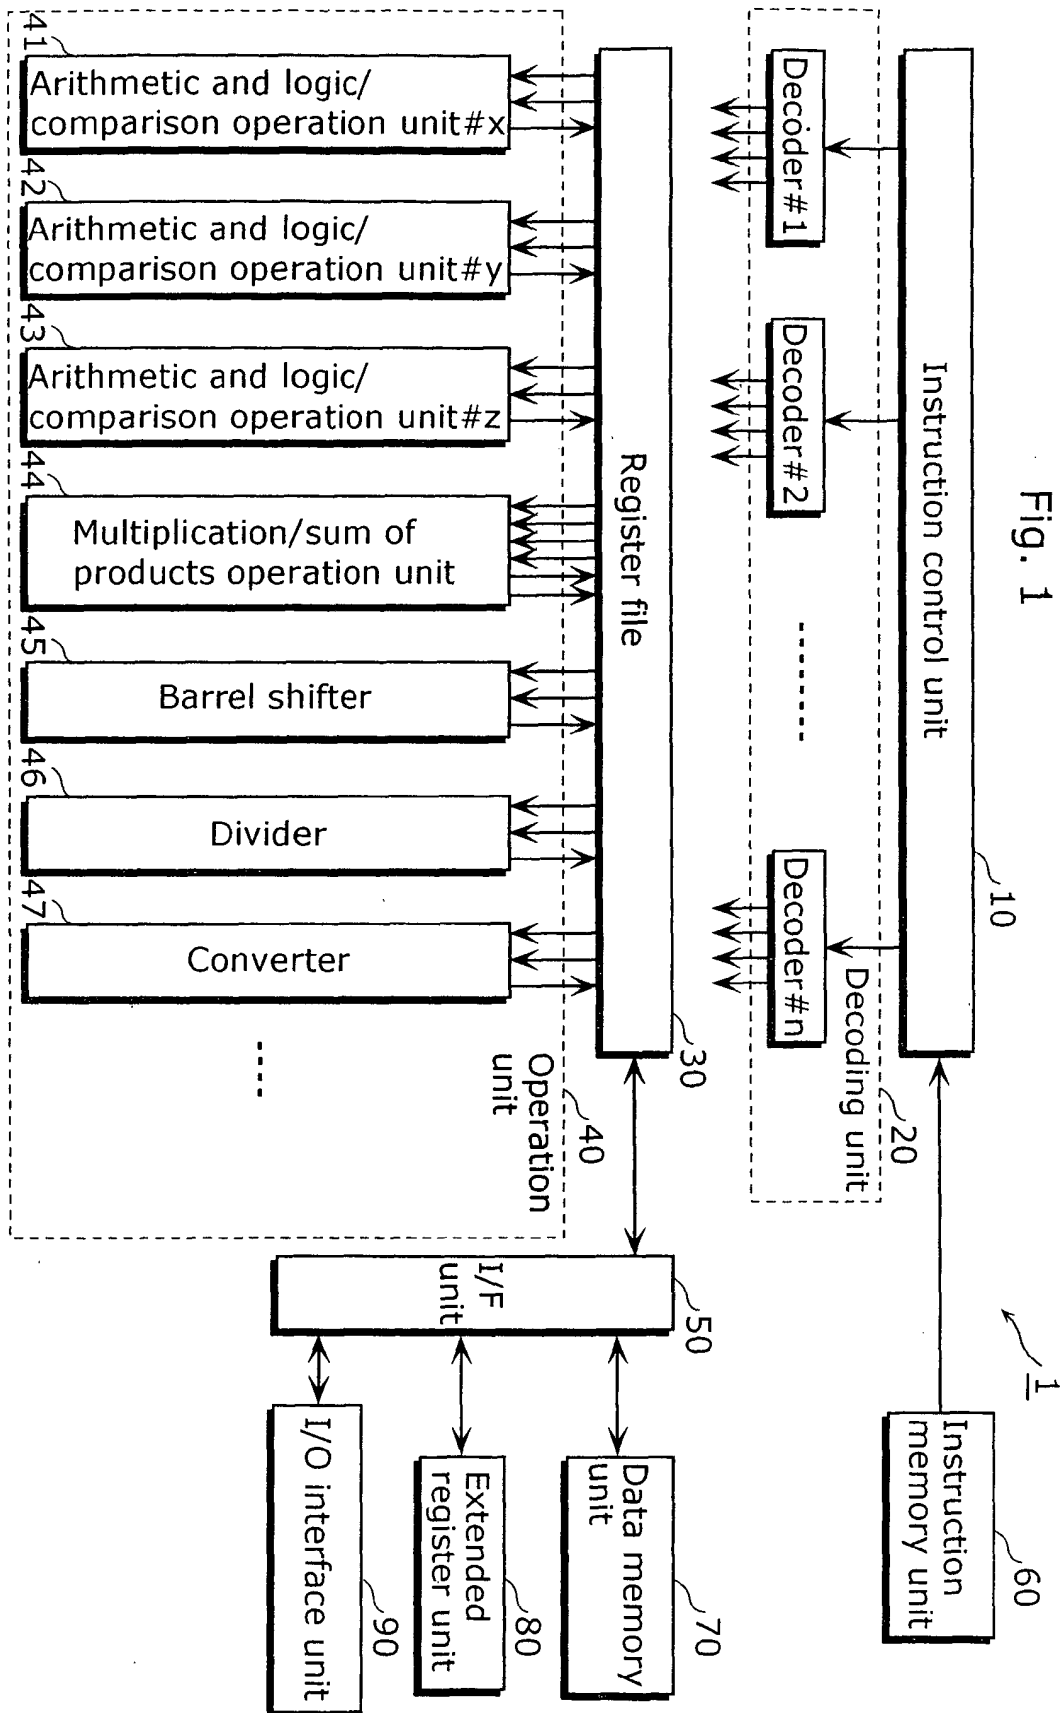 Fig. 1
1
Instruction control unit
10
Instruction
memory unit
60
Decoder#1
Decoder#2
Decoder#n
Decoding unit
20
Register file
30
I/F
unit
50
Data memory
unit
70
Extended
register unit
80
I/O interface unit
90
Operation
unit
40
41
Arithmetic and logic/
comparison operation unit#x
42
Arithmetic and logic/
comparison operation unit#y
43
Arithmetic and logic/
comparison operation unit#z
44
Multiplication/sum of
products operation unit
45
Barrel shifter
46
Divider
47
Converter